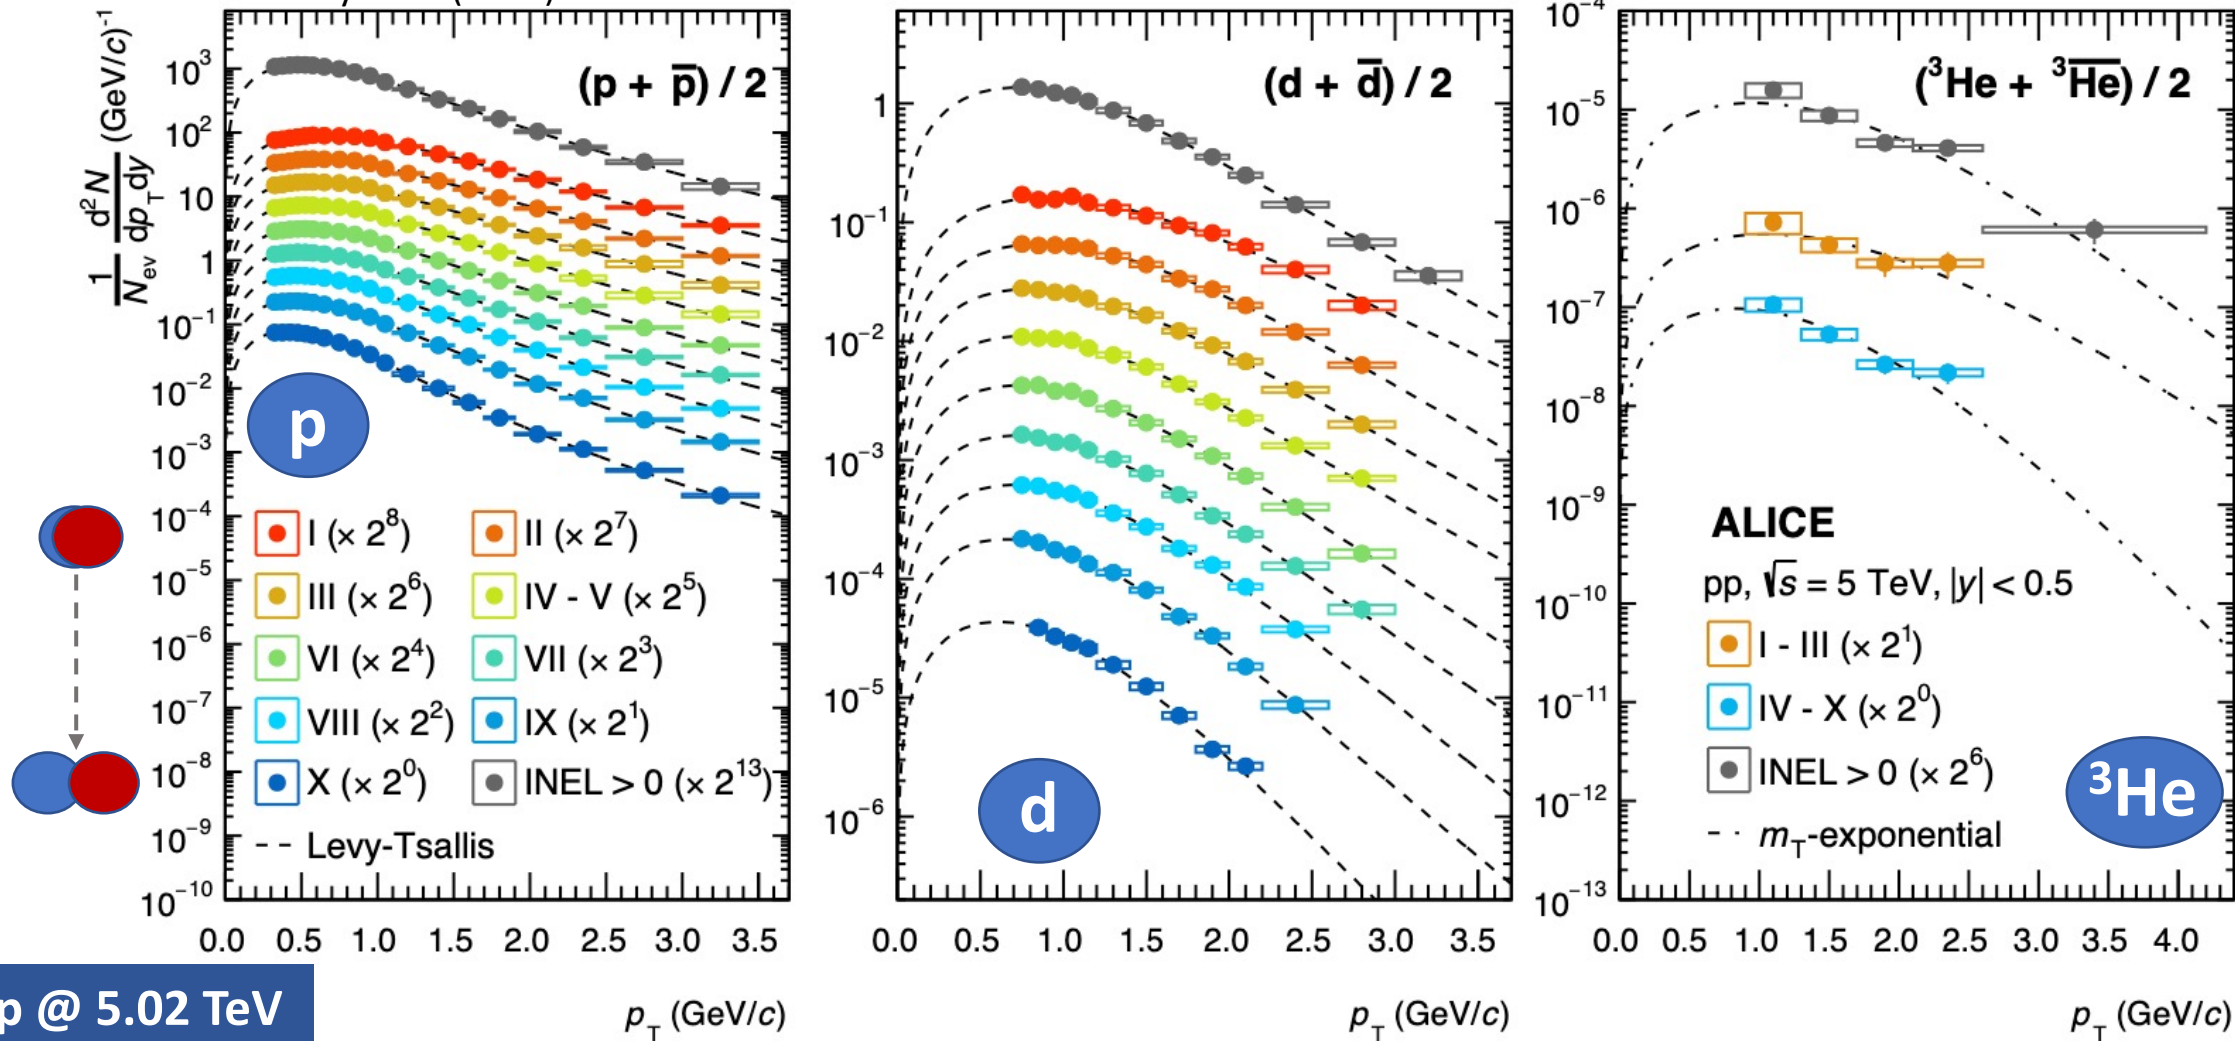 1/N_ev d²N/dp_Tdy (GeV/c)⁻¹
10³
10²
10
1
10⁻¹
10⁻²
10⁻³
10⁻⁴
10⁻⁵
10⁻⁶
10⁻⁷
10⁻⁸
10⁻⁹
10⁻¹⁰
(p + p̅) / 2
p
I (× 2⁸)
II (× 2⁷)
III (× 2⁶)
IV - V (× 2⁵)
VI (× 2⁴)
VII (× 2³)
VIII (× 2²)
IX (× 2¹)
X (× 2⁰)
INEL > 0 (× 2¹³)
Levy-Tsallis
0.0 0.5 1.0 1.5 2.0 2.5 3.0 3.5
p_T (GeV/c)
1
10⁻¹
10⁻²
10⁻³
10⁻⁴
10⁻⁵
10⁻⁶
(d + d̅) / 2
d
0.0 0.5 1.0 1.5 2.0 2.5 3.0 3.5
p_T (GeV/c)
10⁻⁴
10⁻⁵
10⁻⁶
10⁻⁷
10⁻⁸
10⁻⁹
10⁻¹⁰
10⁻¹¹
10⁻¹²
10⁻¹³
(³He + ³H̅e̅) / 2
ALICE
pp, √s = 5 TeV, |y| < 0.5
I - III (× 2¹)
IV - X (× 2⁰)
INEL > 0 (× 2⁶)
m_T-exponential
³He
0.0 0.5 1.0 1.5 2.0 2.5 3.0 3.5 4.0
p_T (GeV/c)
p @ 5.02 TeV